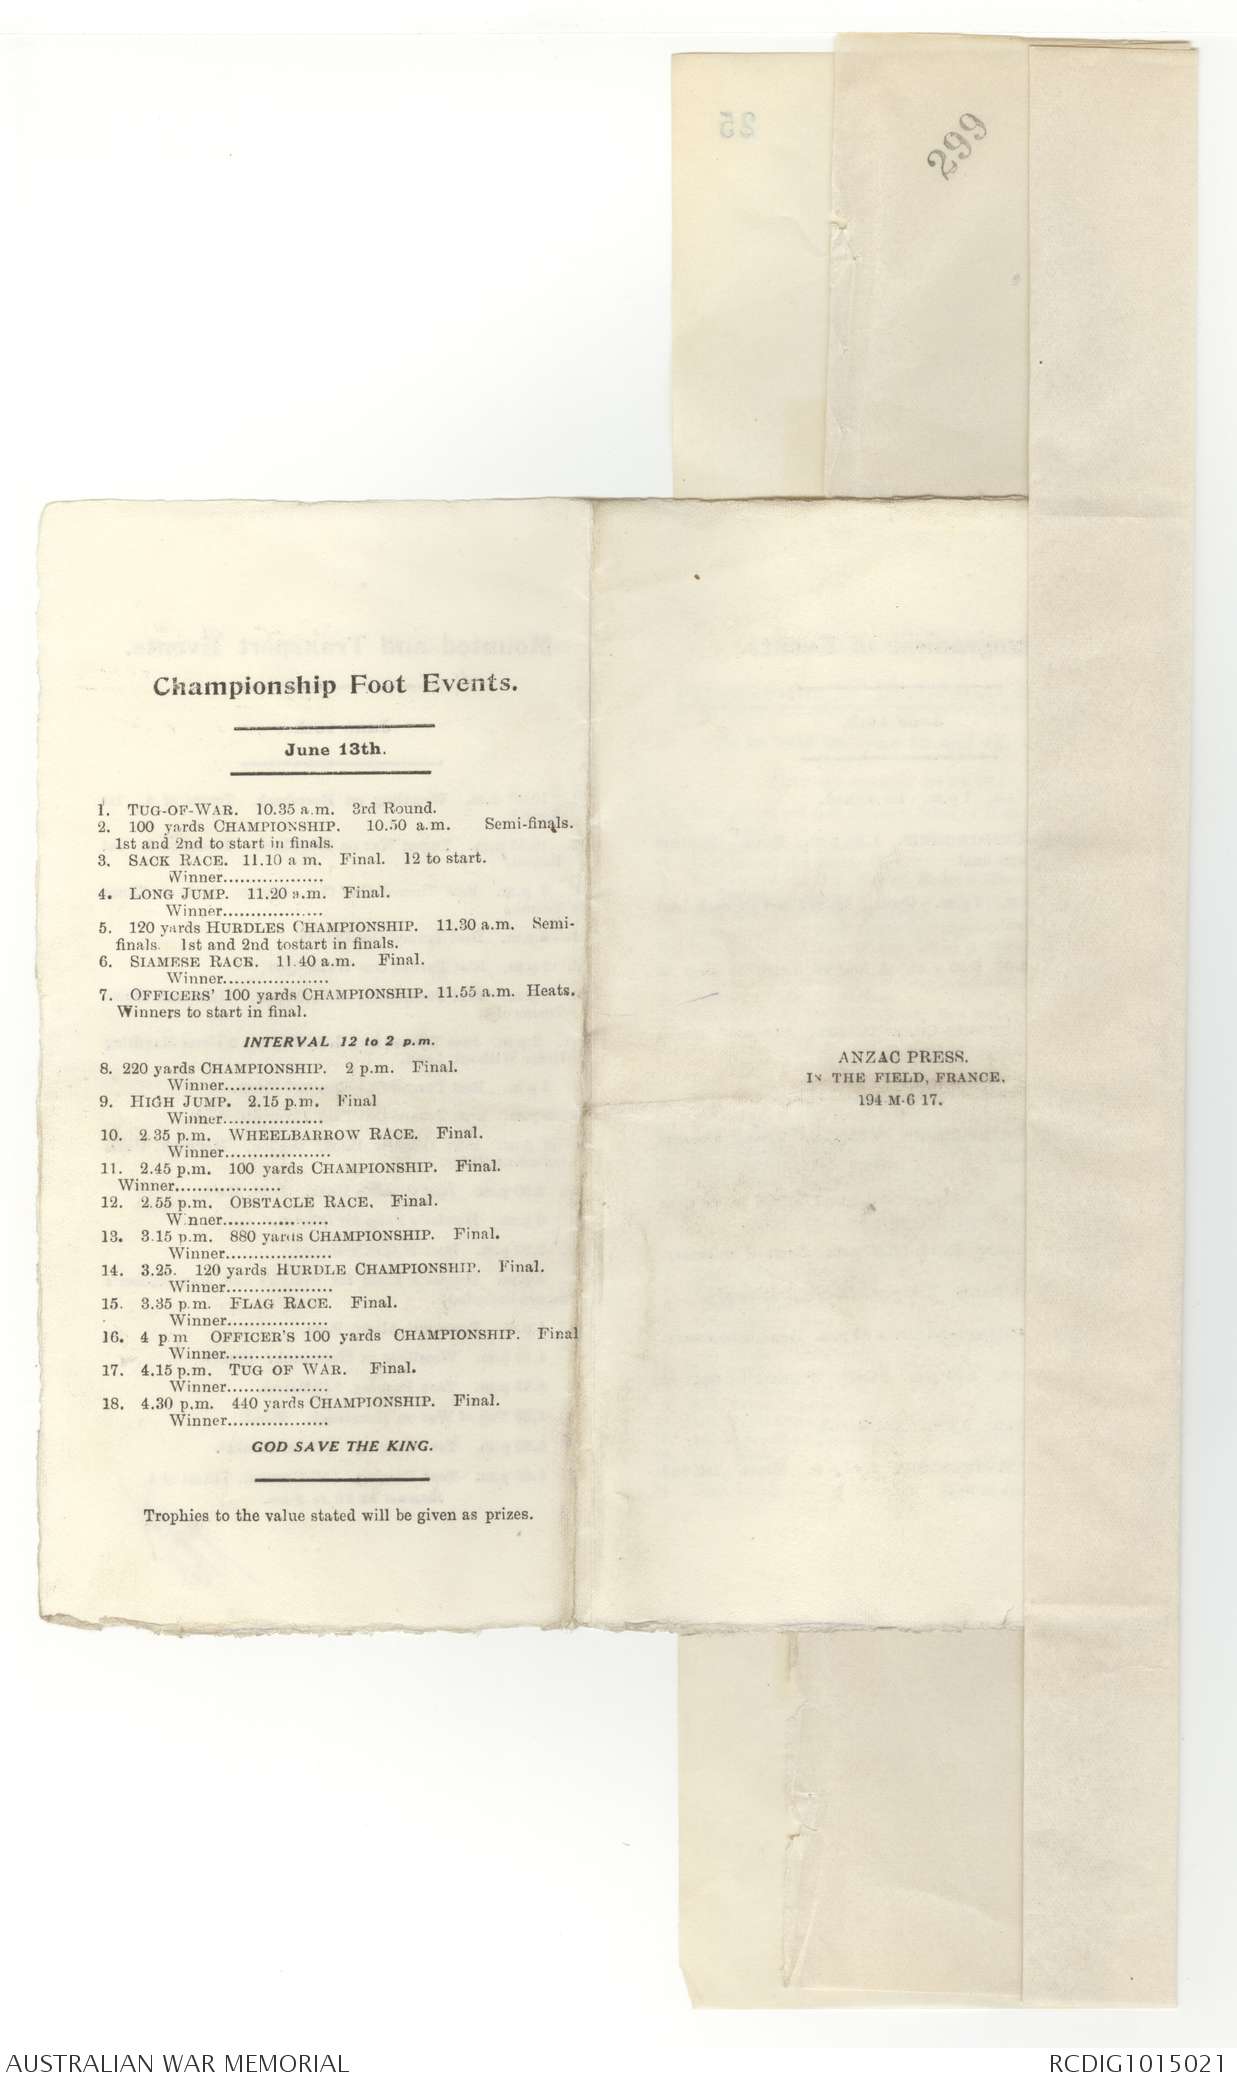 299
25
Championship Foot Events.
June 13th.
1. TUG-OF-WAR. 10.35 a.m. 3rd Round.
2. 100 yards CHAMPIONSHIP. 10.50 a.m. Semi-finals.
1st and 2nd to start in finals.
3. SACK RACE. 11.10 a m. Final. 12 to start.
Winner..................
4. LONG JUMP. 11.20 a.m. Final.
Winner..................
5. 120 yards HURDLES CHAMPIONSHIP. 11.30 a.m. Semi-
finals. 1st and 2nd tostart in finals.
6. SIAMESE RACE. 11.40 a.m. Final.
Winner...................
7. OFFICERS' 100 yards CHAMPIONSHIP. 11.55 a.m. Heats.
Winners to start in final.
INTERVAL 12 to 2 p.m.
8. 220 yards CHAMPIONSHIP. 2 p.m. Final.
Winner..................
9. HIGH JUMP. 2.15 p.m. Final
Winner..................
10. 2.35 p.m. WHEELBARROW RACE. Final.
Winner...................
11. 2.45 p.m. 100 yards CHAMPIONSHIP. Final.
Winner...................
12. 2.55 p.m. OBSTACLE RACE. Final.
Winner...................
13. 3.15 p.m. 880 yards CHAMPIONSHIP. Final.
Winner...................
14. 3.25. 120 yards HURDLE CHAMPIONSHIP. Final.
Winner...................
15. 3.35 p.m. FLAG RACE. Final.
Winner..................
16. 4 p m OFFICER'S 100 yards CHAMPIONSHIP. Final
Winner...................
17. 4.15 p.m. TUG OF WAR. Final.
Winner..................
18. 4.30 p.m. 440 yards CHAMPIONSHIP. Final.
Winner..................
GOD SAVE THE KING.
Trophies to the value stated will be given as prizes.
ANZAC PRESS.
IN THE FIELD, FRANCE.
194 M·6 17.
AUSTRALIAN WAR MEMORIAL
RCDIG1015021